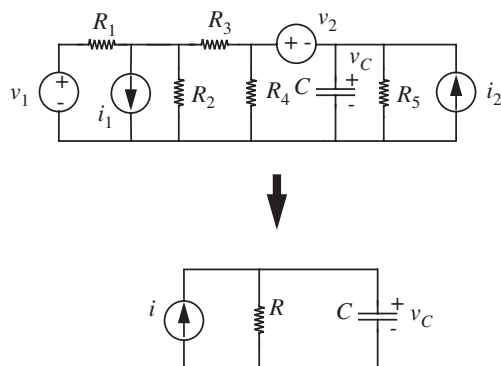 R1 R3 + - v2
v1 + - i1 R2 R4 C vC + - R5 i2
i R C + - vC